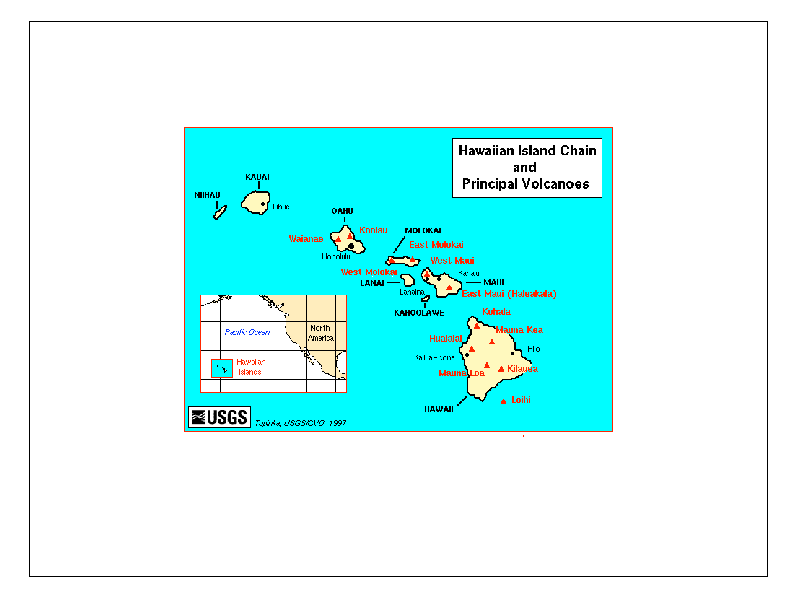 Hawaiian Island Chain
and
Principal Volcanoes
KAUAI
NIIHAU
Lihue
OAHU
Waianae
Koolau
Honolulu
MOLOKAI
East Molokai
West Molokai
West Maui
Kahului
LANAI
Lahaina
MAUI
East Maui (Haleakala)
KAHOOLAWE
Kohala
Mauna Kea
Hualalai
Hilo
Kailua-Kona
Mauna Loa
Kilauea
HAWAII
Loihi
Pacific Ocean
North
America
Hawaiian
Islands
USGS
Topinka, USGS/CVO, 1997